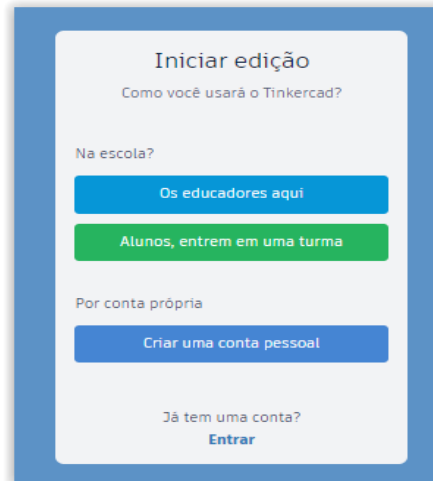 Iniciar edição
Como você usará o Tinkercad?
Na escola?
Os educadores aqui
Alunos, entrem em uma turma
Por conta própria
Criar uma conta pessoal
Já tem uma conta?
Entrar